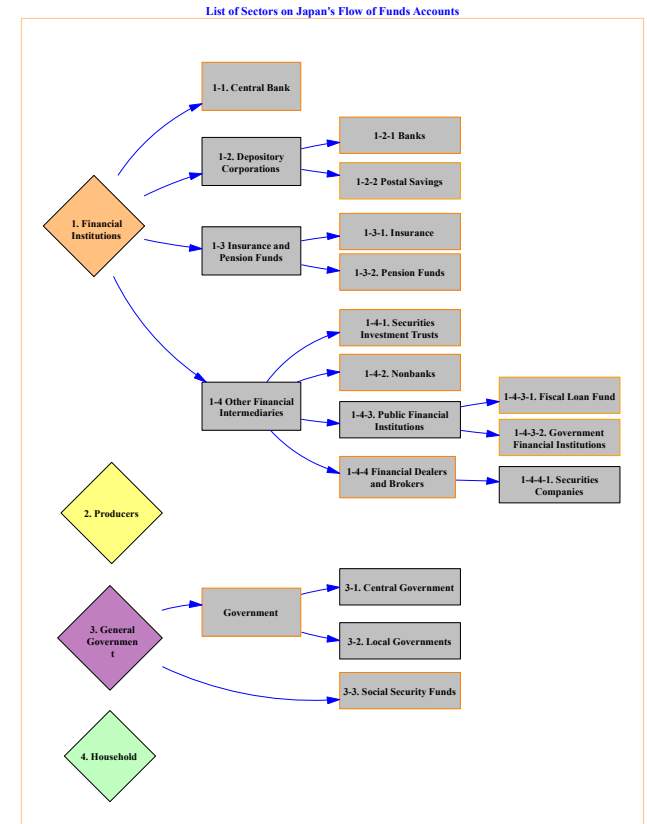 List of Sectors on Japan's Flow of Funds Accounts
1-1. Central Bank
1-2. Depository
Corporations
1-2-1 Banks
1-2-2 Postal Savings
1. Financial
Institutions
1-3 Insurance and
Pension Funds
1-3-1. Insurance
1-3-2. Pension Funds
1-4 Other Financial
Intermediaries
1-4-1. Securities
Investment Trusts
1-4-2. Nonbanks
1-4-3. Public Financial
Institutions
1-4-3-1. Fiscal Loan Fund
1-4-3-2. Government
Financial Institutions
1-4-4 Financial Dealers
and Brokers
1-4-4-1. Securities
Companies
2. Producers
3. General
Governmen
t
Government
3-1. Central Government
3-2. Local Governments
3-3. Social Security Funds
4. Household